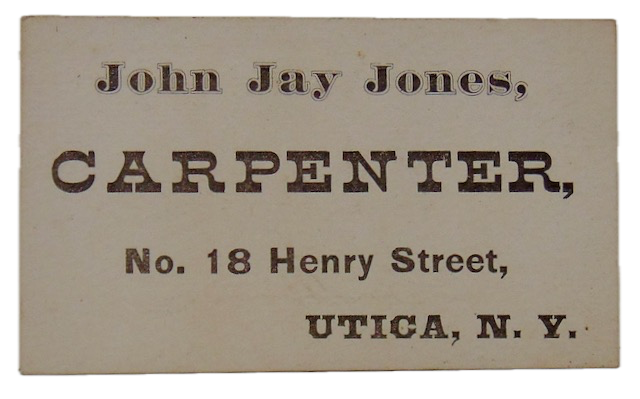 John Jay Jones,
CARPENTER,
No. 18 Henry Street,
UTICA, N. Y.